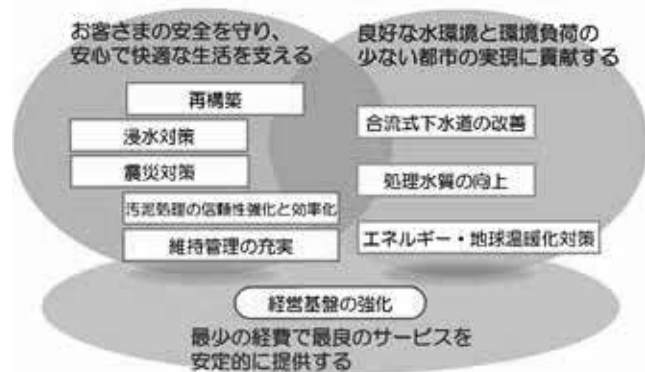 お客さまの安全を守り、
安心で快適な生活を支える
良好な水環境と環境負荷の
少ない都市の実現に貢献する
再構築
浸水対策
震災対策
汚泥処理の信頼性強化と効率化
維持管理の充実
合流式下水道の改善
処理水質の向上
エネルギー・地球温暖化対策
経営基盤の強化
最少の経費で最良のサービスを
安定的に提供する